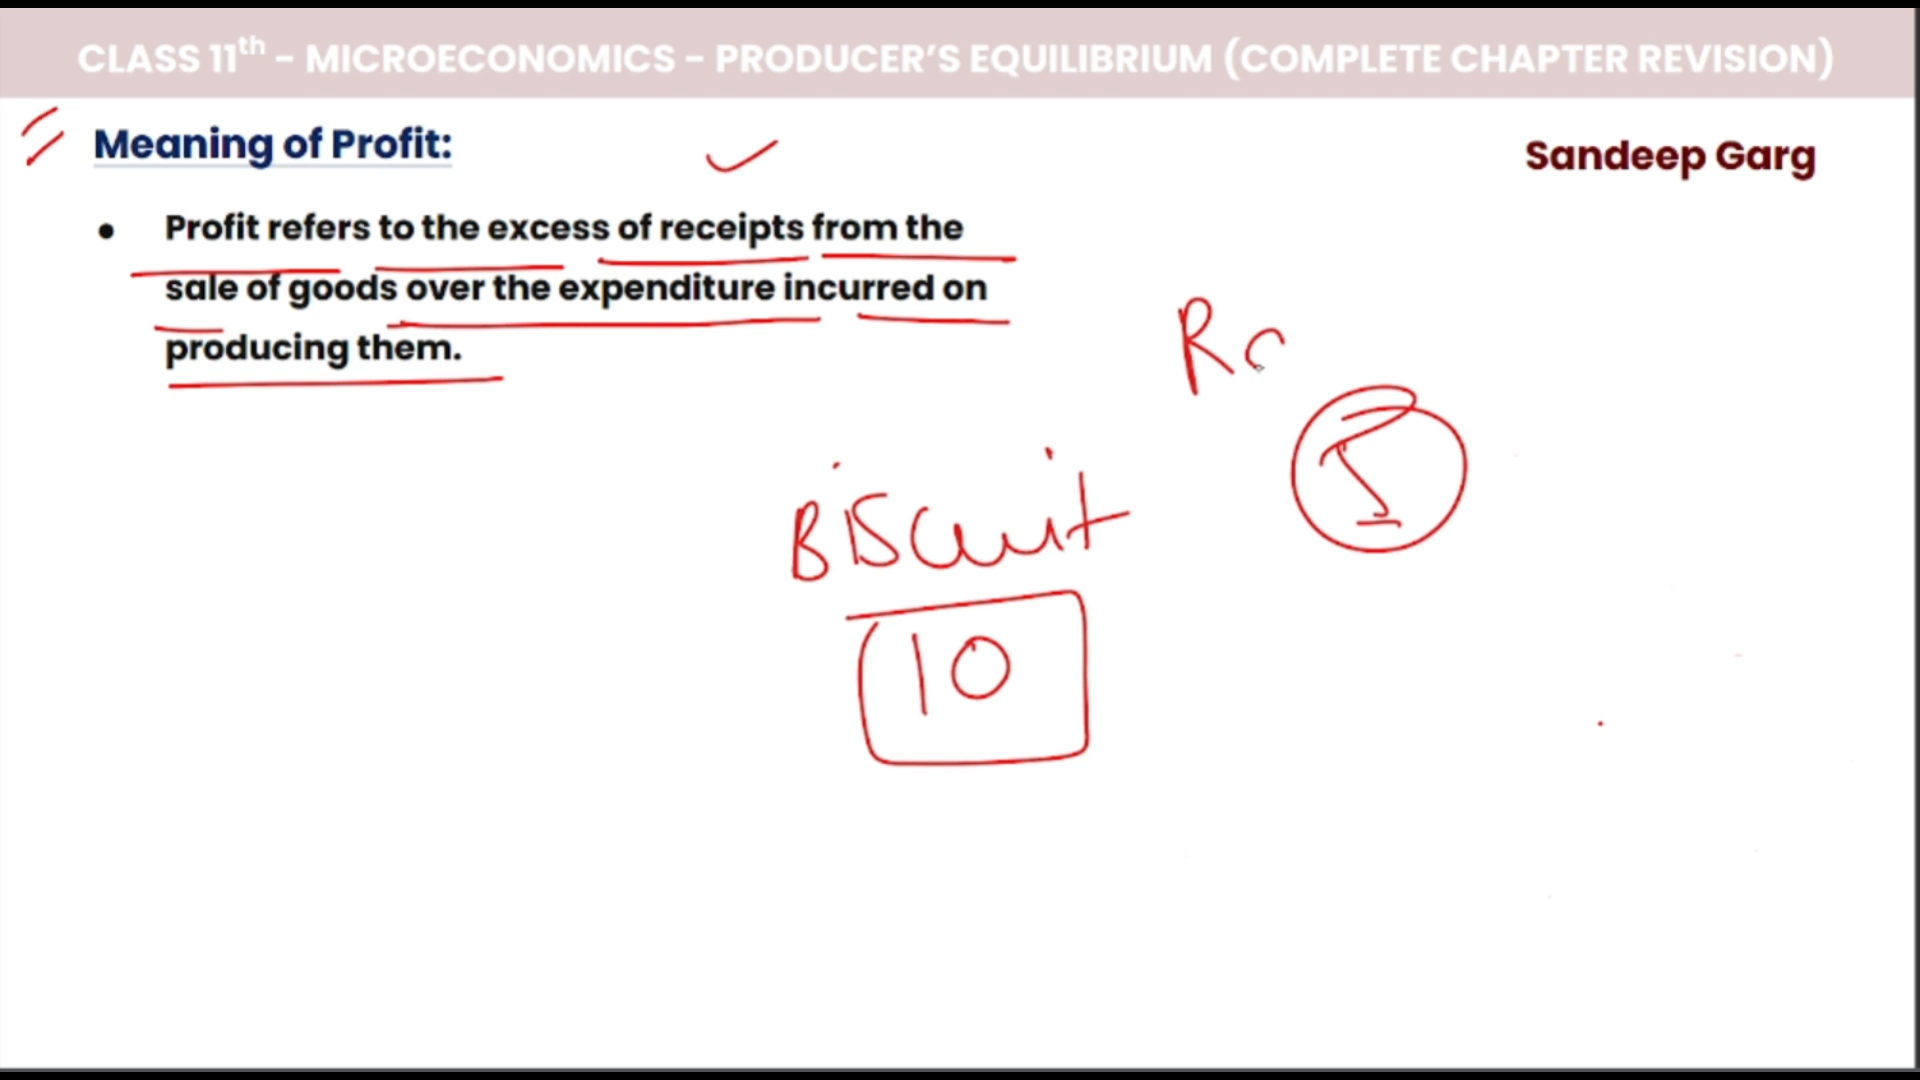 CLASS 11th - MICROECONOMICS - PRODUCER'S EQUILIBRIUM (COMPLETE CHAPTER REVISION)
Meaning of Profit:
Sandeep Garg
• Profit refers to the excess of receipts from the
sale of goods over the expenditure incurred on
producing them.
Biscuit
10